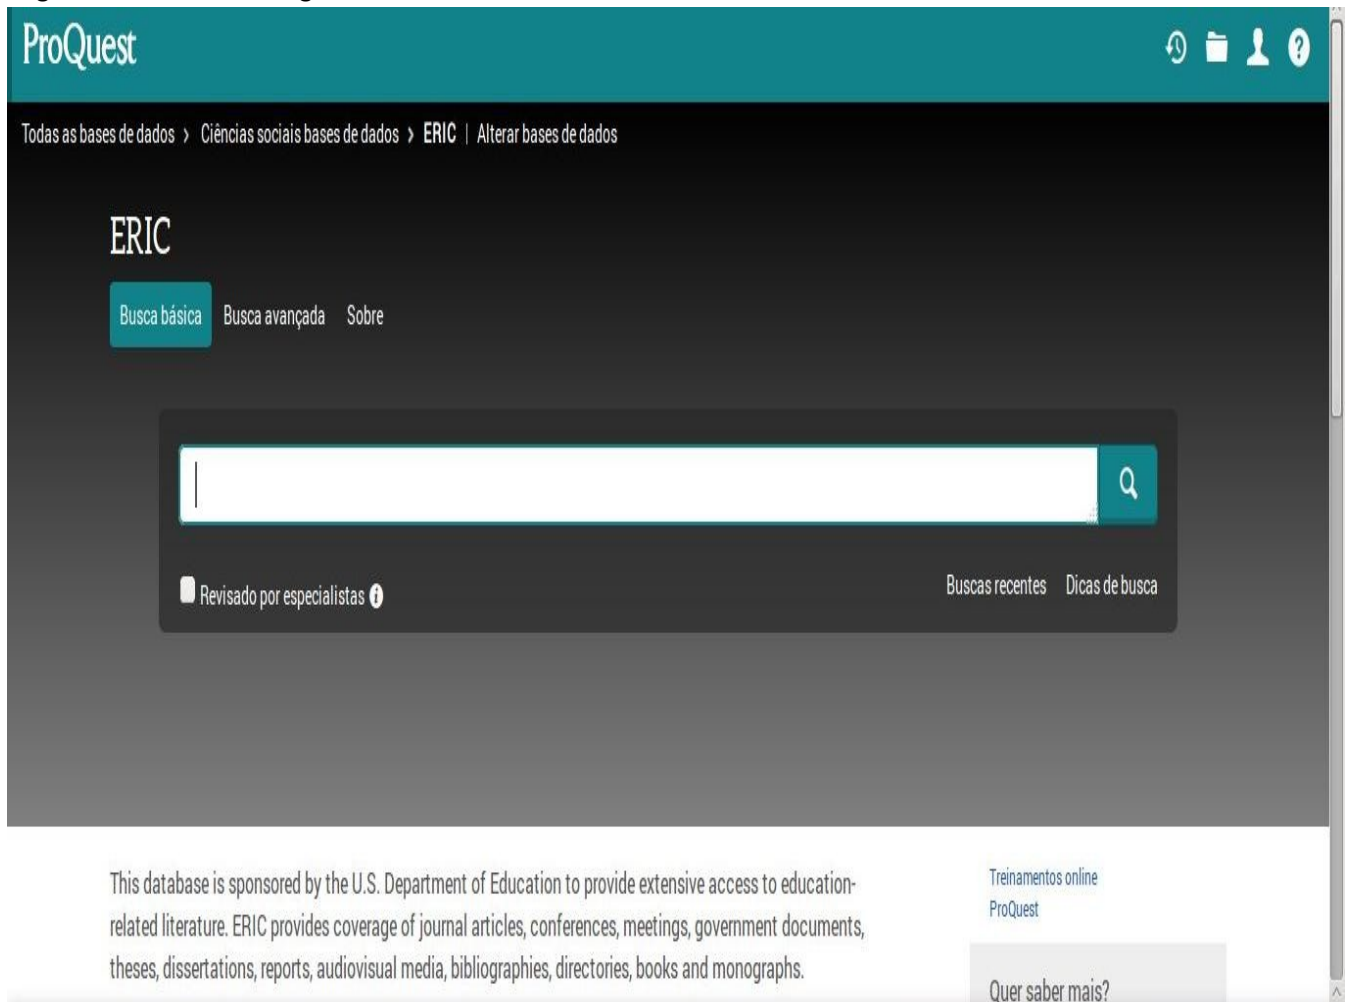 ProQuest
Todas as bases de dados > Ciências sociais bases de dados > ERIC | Alterar bases de dados
ERIC
Busca básica Busca avançada Sobre
Revisado por especialistas
Buscas recentes Dicas de busca
This database is sponsored by the U.S. Department of Education to provide extensive access to education-
related literature. ERIC provides coverage of journal articles, conferences, meetings, government documents,
theses, dissertations, reports, audiovisual media, bibliographies, directories, books and monographs.
Treinamentos online
ProQuest
Quer saber mais?